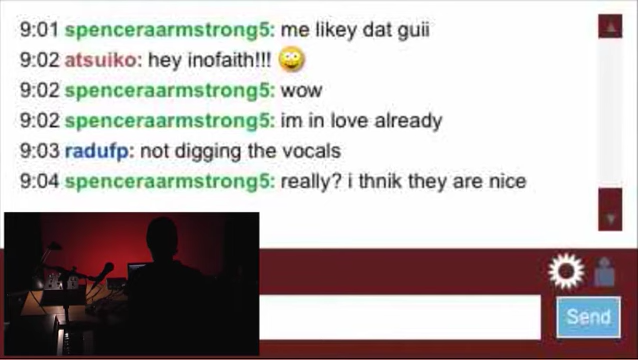 9:01 spenceraarmstrong5: me likey dat guii
9:02 atsuiko: hey inofaith!!!
9:02 spenceraarmstrong5: wow
9:02 spenceraarmstrong5: im in love already
9:03 radufp: not digging the vocals
9:04 spenceraarmstrong5: really? i thnik they are nice
Send